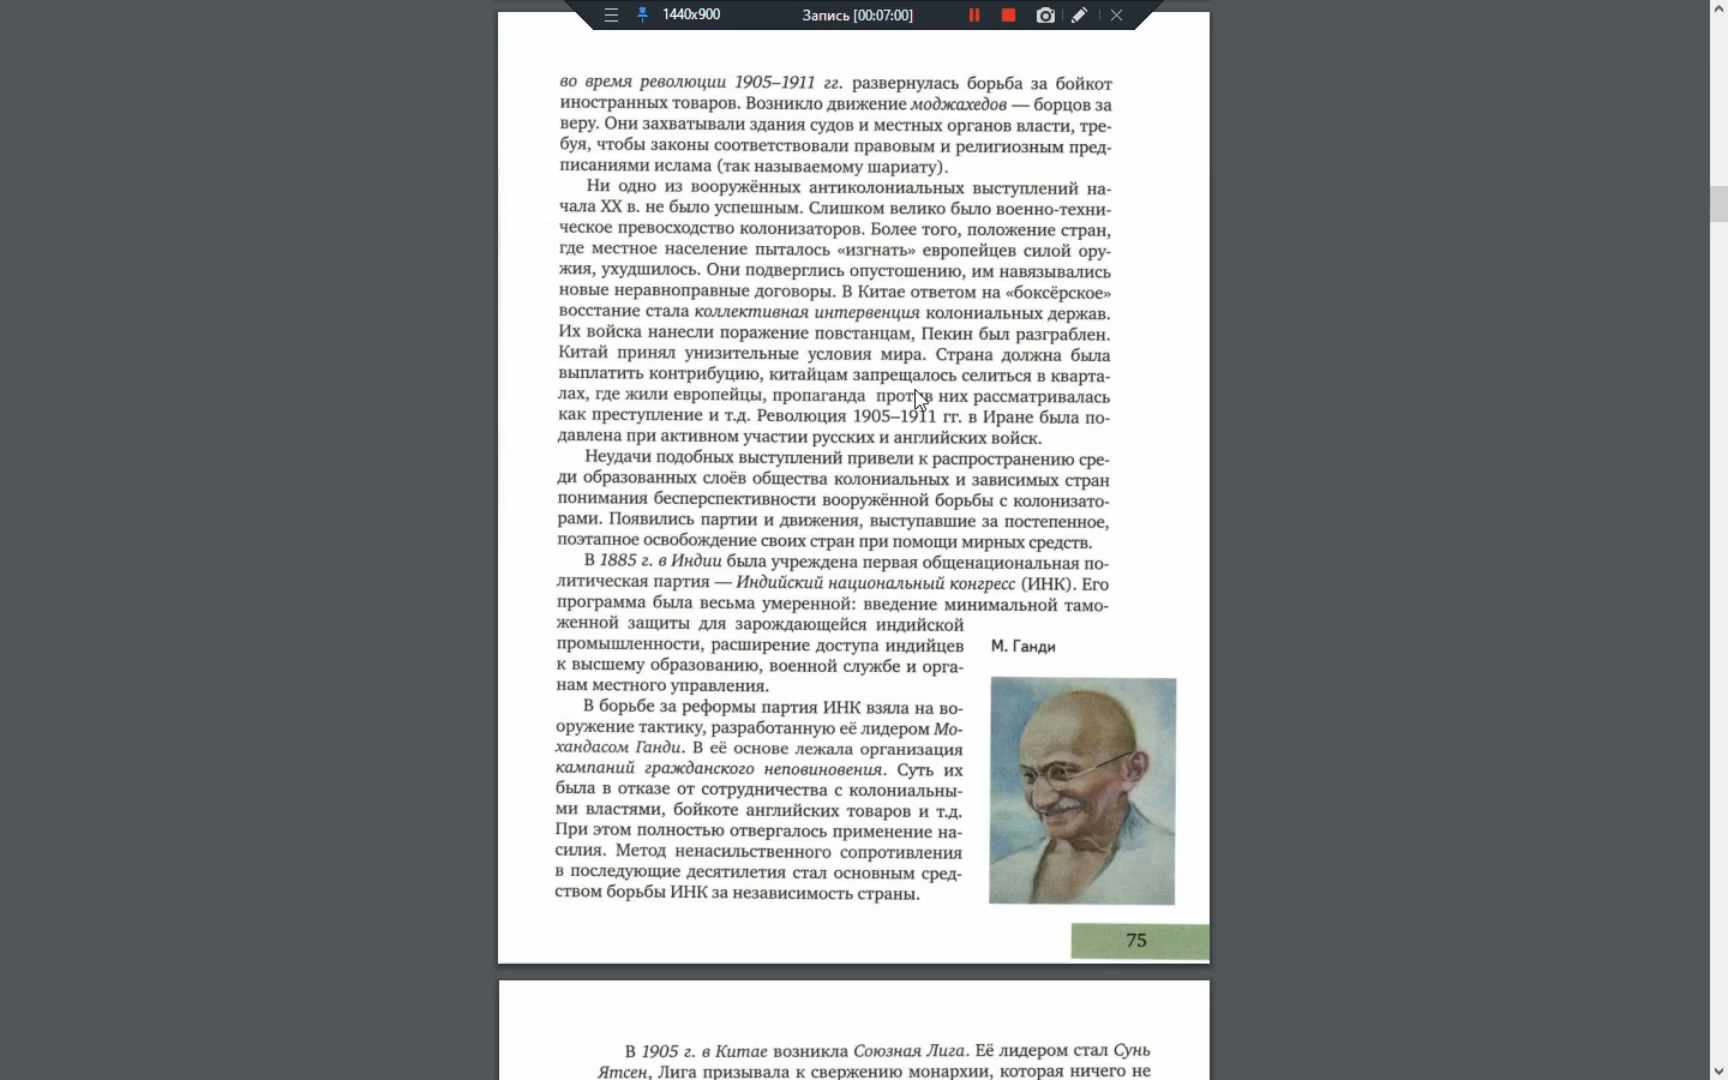 1440x900
Запись [00:07:00]
во время революции 1905–1911 гг. развернулась борьба за бойкот
иностранных товаров. Возникло движение моджахедов — борцов за
веру. Они захватывали здания судов и местных органов власти, тре-
буя, чтобы законы соответствовали правовым и религиозным пред-
писаниями ислама (так называемому шариату).
Ни одно из вооружённых антиколониальных выступлений на-
чала XX в. не было успешным. Слишком велико было военно-техни-
ческое превосходство колонизаторов. Более того, положение стран,
где местное население пыталось «изгнать» европейцев силой ору-
жия, ухудшилось. Они подверглись опустошению, им навязывались
новые неравноправные договоры. В Китае ответом на «боксёрское»
восстание стала коллективная интервенция колониальных держав.
Их войска нанесли поражение повстанцам, Пекин был разграблен.
Китай принял унизительные условия мира. Страна должна была
выплатить контрибуцию, китайцам запрещалось селиться в кварта-
лах, где жили европейцы, пропаганда против них рассматривалась
как преступление и т.д. Революция 1905–1911 гг. в Иране была по-
давлена при активном участии русских и английских войск.
Неудачи подобных выступлений привели к распространению сре-
ди образованных слоёв общества колониальных и зависимых стран
понимания бесперспективности вооружённой борьбы с колонизато-
рами. Появились партии и движения, выступавшие за постепенное,
поэтапное освобождение своих стран при помощи мирных средств.
В 1885 г. в Индии была учреждена первая общенациональная по-
литическая партия — Индийский национальный конгресс (ИНК). Его
программа была весьма умеренной: введение минимальной тамо-
женной защиты для зарождающейся индийской
промышленности, расширение доступа индийцев
к высшему образованию, военной службе и орга-
нам местного управления.
В борьбе за реформы партия ИНК взяла на во-
оружение тактику, разработанную её лидером Мо-
хандасом Ганди. В её основе лежала организация
кампаний гражданского неповиновения. Суть их
была в отказе от сотрудничества с колониальны-
ми властями, бойкоте английских товаров и т.д.
При этом полностью отвергалось применение на-
силия. Метод ненасильственного сопротивления
в последующие десятилетия стал основным сред-
ством борьбы ИНК за независимость страны.
М. Ганди
75
В 1905 г. в Китае возникла Союзная Лига. Её лидером стал Сунь
Ятсен. Лига призывала к свержению монархии, которая ничего не